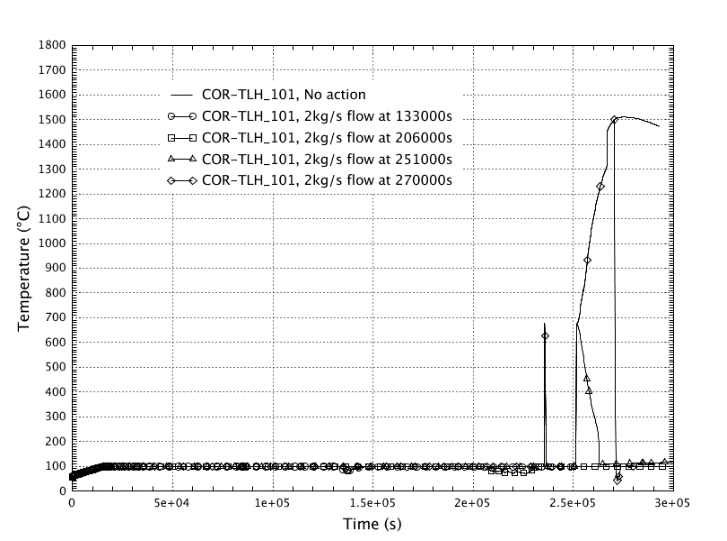 1800
1700
1600
1500
1400
1300
1200
1100
1000
900
800
700
600
500
400
300
200
100
0
Temperature (°C)
COR-TLH_101, No action
COR-TLH_101, 2kg/s flow at 133000s
COR-TLH_101, 2kg/s flow at 206000s
COR-TLH_101, 2kg/s flow at 251000s
COR-TLH_101, 2kg/s flow at 270000s
0 5e+04 1e+05 1.5e+05 2e+05 2.5e+05 3e+05
Time (s)